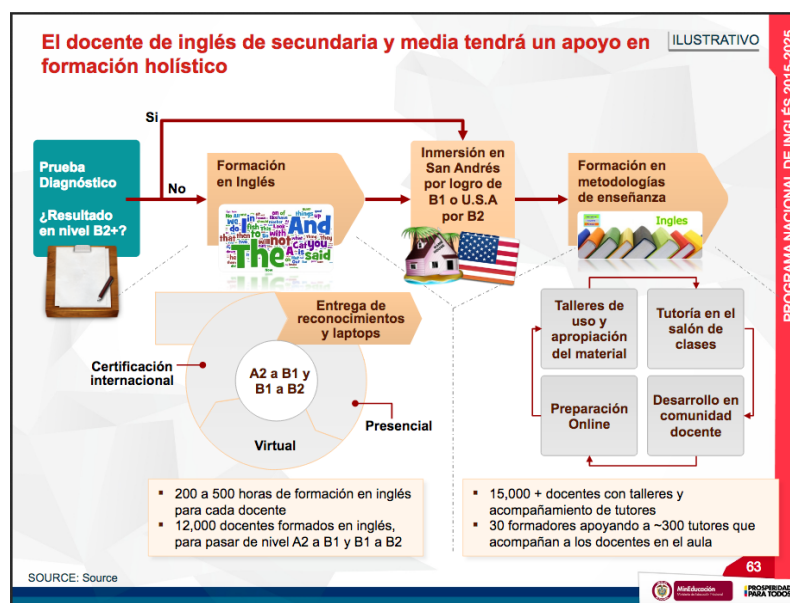 El docente de inglés de secundaria y media tendrá un apoyo en
formación holístico
ILUSTRATIVO
PROGRAMA NACIONAL DE INGLÉS 2015-2025
Si
No
Prueba
Diagnóstico
¿Resultado
en nivel B2+?
Formación
en Inglés
And
The
said
not
you
with
Inmersión en
San Andrés
por logro de
B1 o U.S.A
por B2
Formación en
metodologías
de enseñanza
Ingles
Entrega de
reconocimientos
y laptops
Certificación
internacional
A2 a B1 y
B1 a B2
Virtual
Presencial
Talleres de
uso y
apropiación
del material
Tutoría en el
salón de
clases
Preparación
Online
Desarrollo en
comunidad
docente
▪ 200 a 500 horas de formación en inglés
para cada docente
▪ 12,000 docentes formados en inglés,
para pasar de nivel A2 a B1 y B1 a B2
▪ 15,000 + docentes con talleres y
acompañamiento de tutores
▪ 30 formadores apoyando a ~300 tutores que
acompañan a los docentes en el aula
63
SOURCE: Source
MinEducación
PROSPERIDAD
PARA TODOS